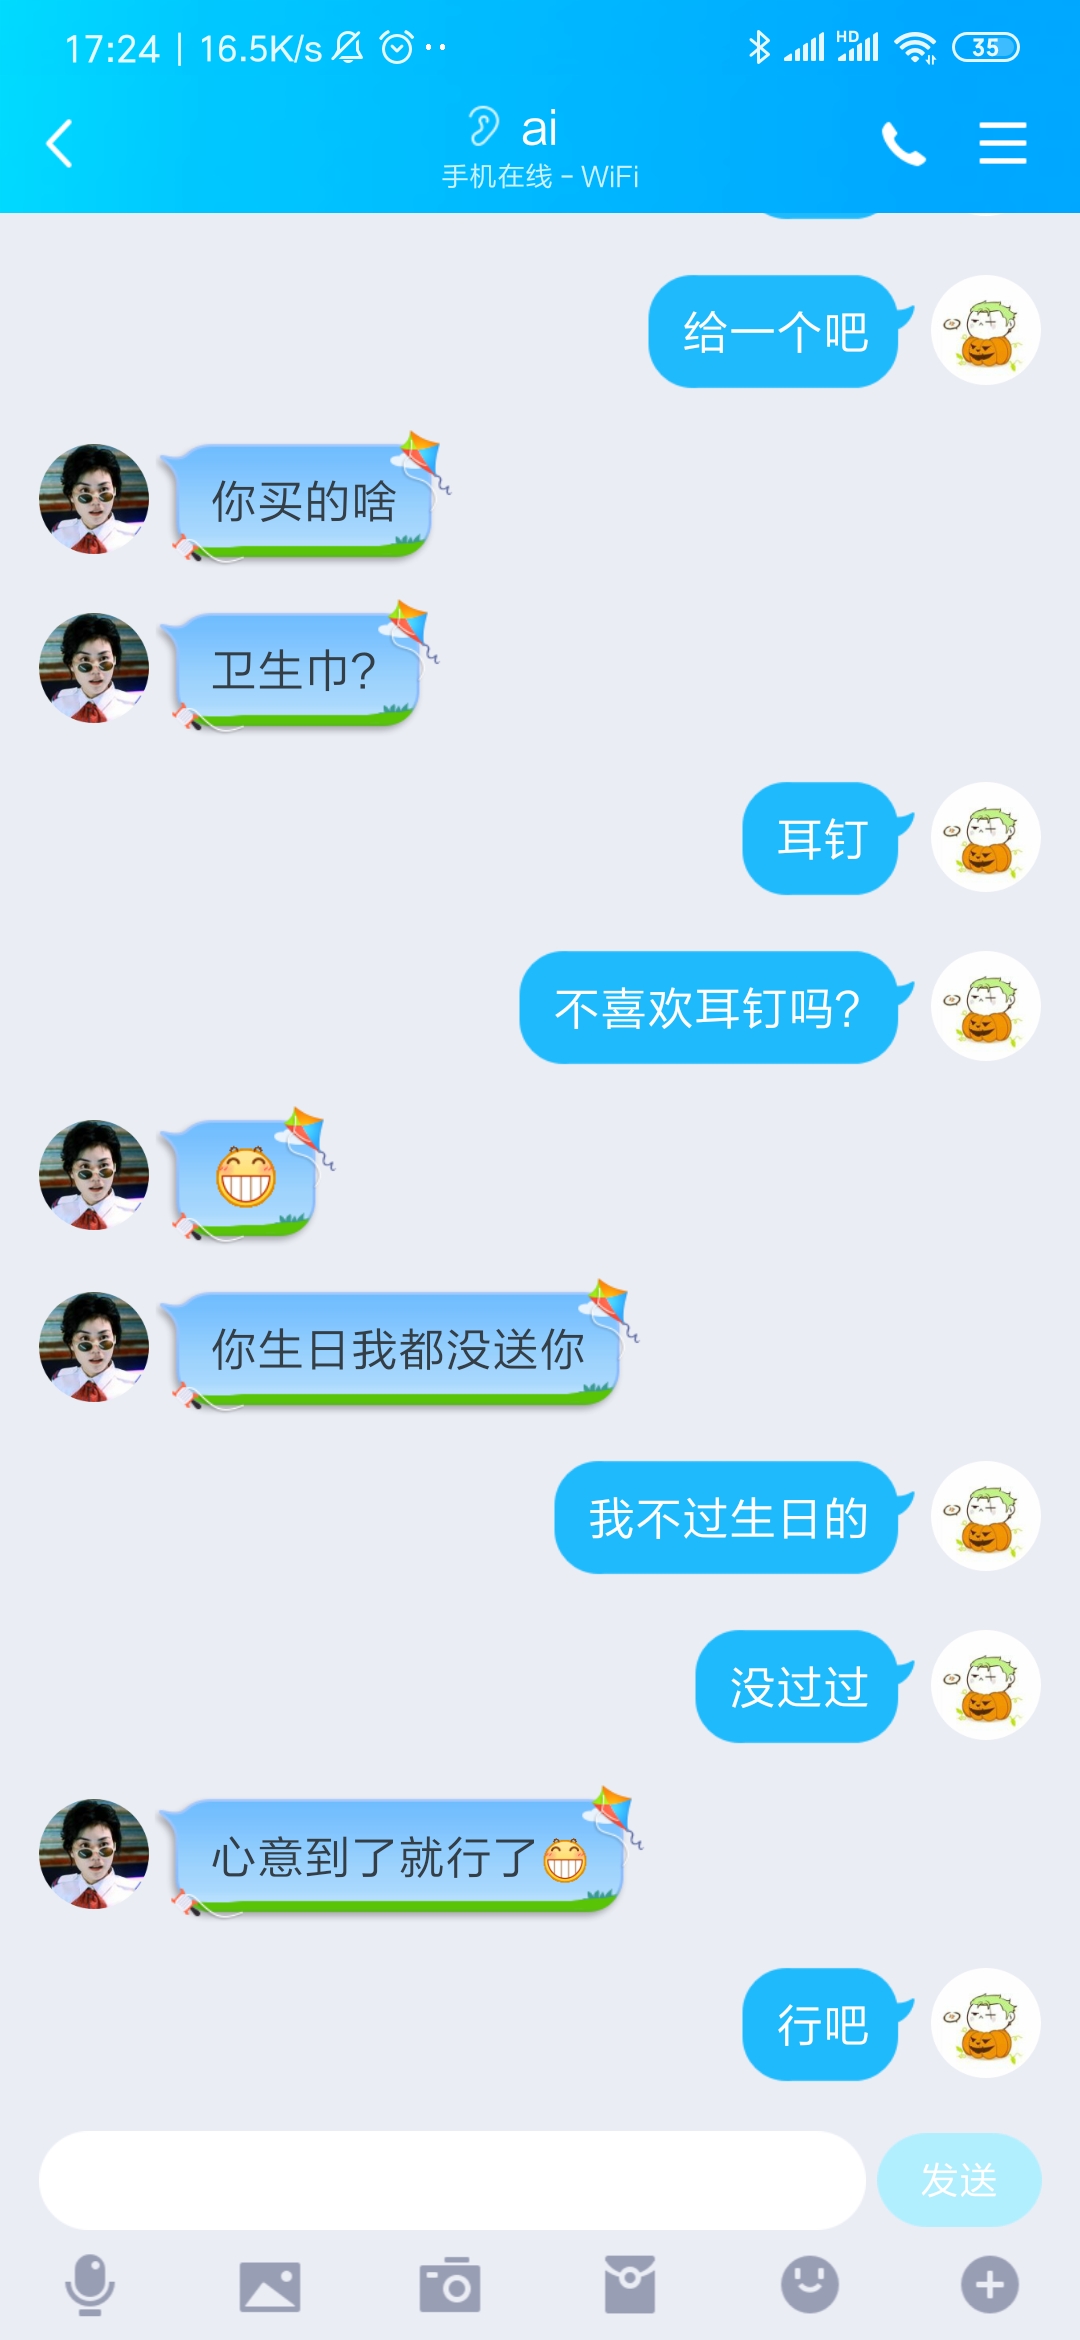 17:24 | 16.5K/s
HD
35
ai
手机在线 - WiFi
给一个吧
你买的啥
卫生巾?
耳钉
不喜欢耳钉吗?
你生日我都没送你
我不过生日的
没过过
心意到了就行了
行吧
发送